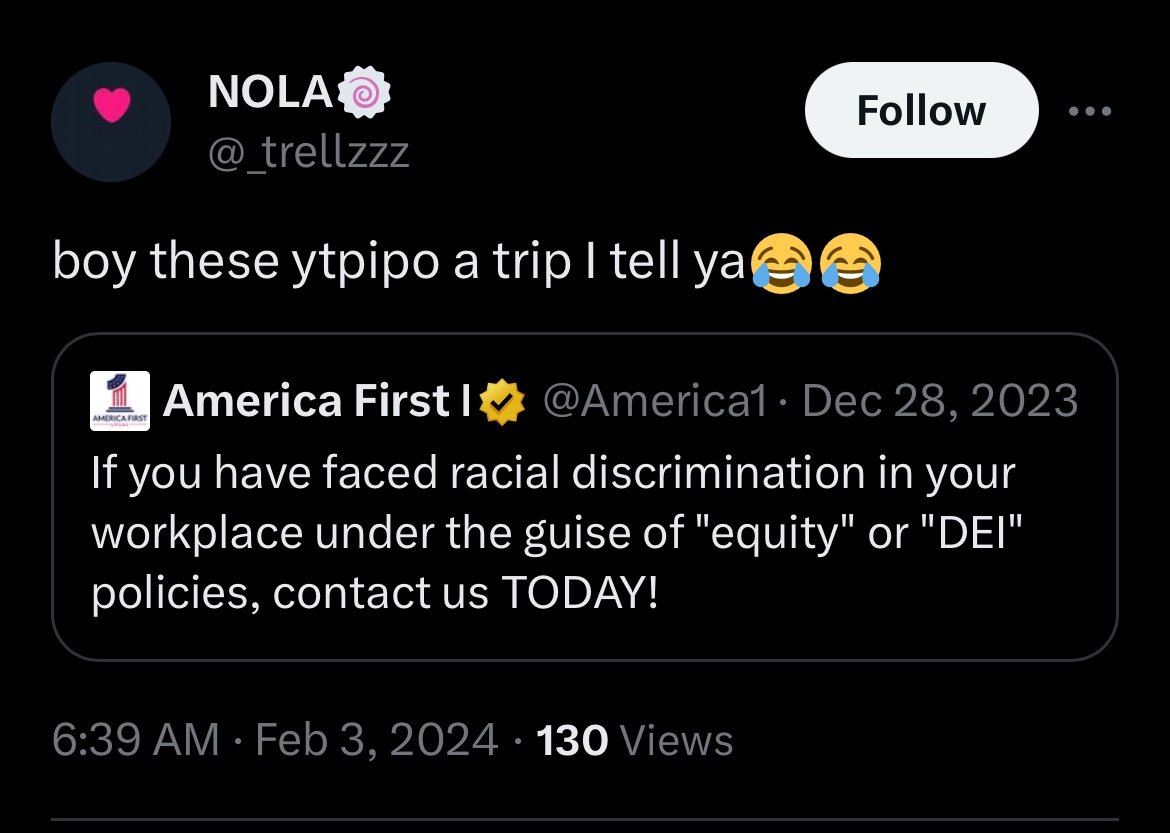 NOLA🍥
@_trellzzz
Follow
boy these ytpipo a trip I tell ya😂😂
AMERICA FIRST
LEGAL
America First l @America1 · Dec 28, 2023
If you have faced racial discrimination in your
workplace under the guise of "equity" or "DEI"
policies, contact us TODAY!
6:39 AM · Feb 3, 2024 · 130 Views